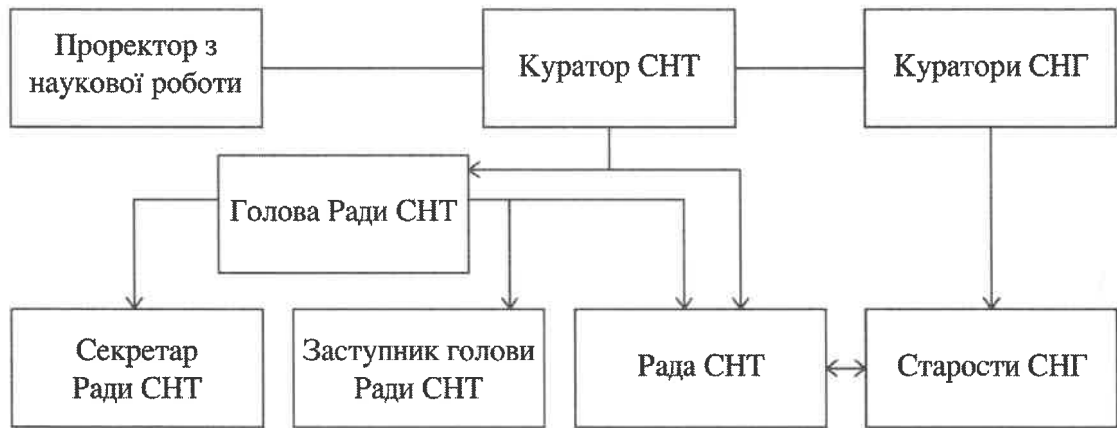 Проректор з
наукової роботи
Куратор СНТ
Куратори СНГ
Голова Ради СНТ
Секретар
Ради СНТ
Заступник голови
Ради СНТ
Рада СНТ
Старости СНГ